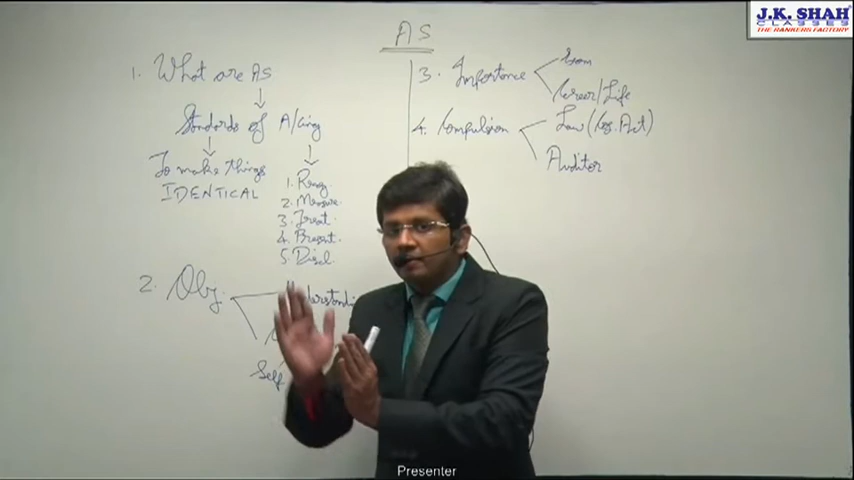 J.K. SHAH
CLASSES
THE RANKERS FACTORY
AS
1. What are AS
Standards of A/cing
To make things
IDENTICAL
1. Recog
2. Measure.
3. Treat.
4. Present.
5. Discl.
2. Obj.
Understandi
Self
3. Importance
Exam
Career/Life
4. Compulsion
Law (Cos. Act)
Auditor
Presenter